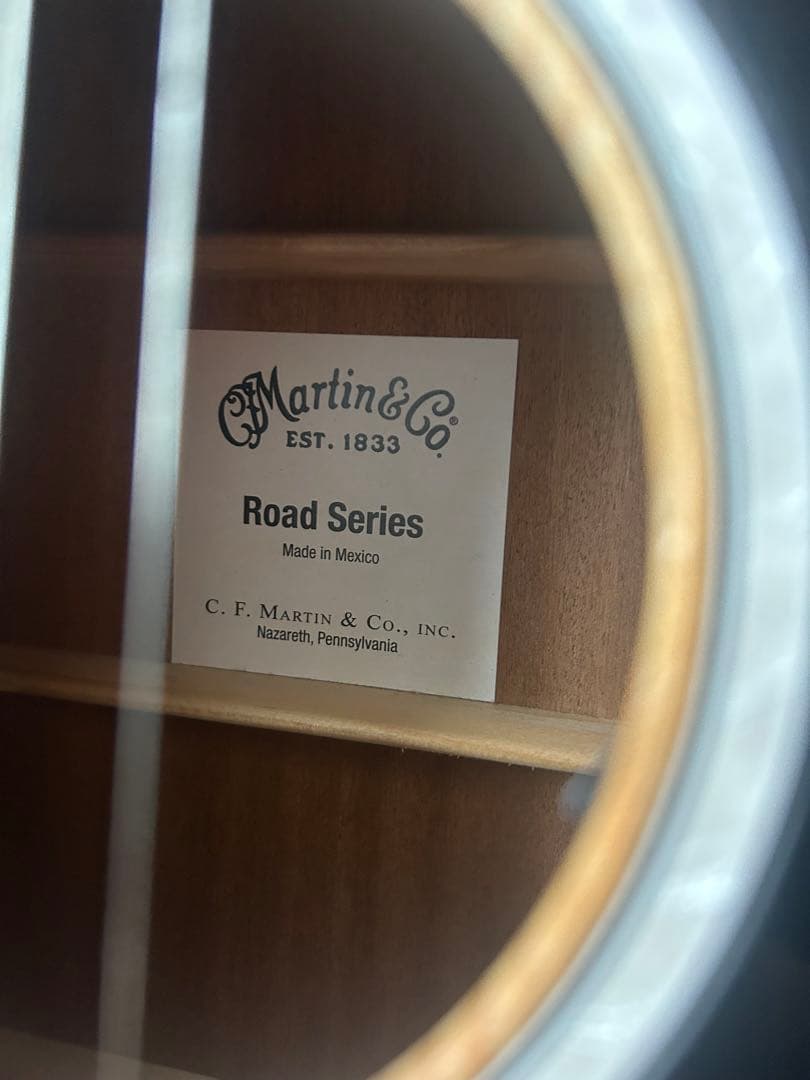 CFMartin & Co.®
EST. 1833
Road Series
Made in Mexico
C. F. MARTIN & CO., INC.
Nazareth, Pennsylvania